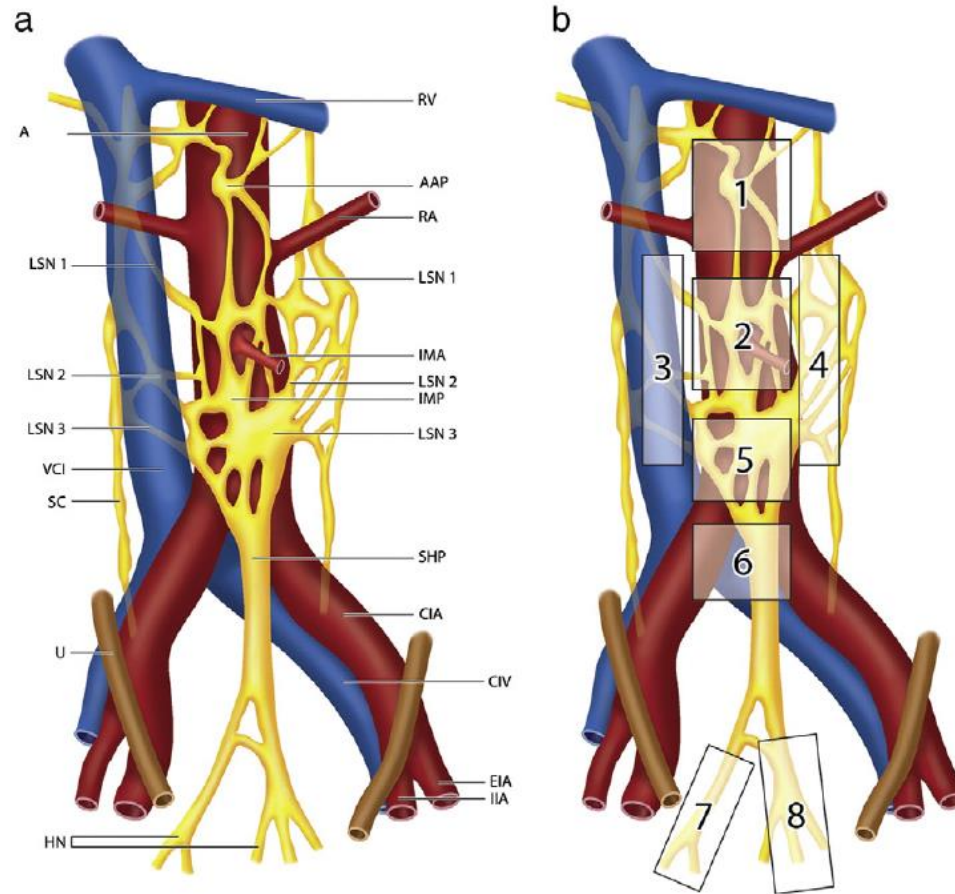 a
b
RV
A
AAP
RA
LSN 1
LSN 1
IMA
LSN 2
LSN 2
IMP
LSN 3
LSN 3
VCI
SC
SHP
CIA
U
CIV
EIA
IIA
HN
1
2
3
4
5
6
7
8